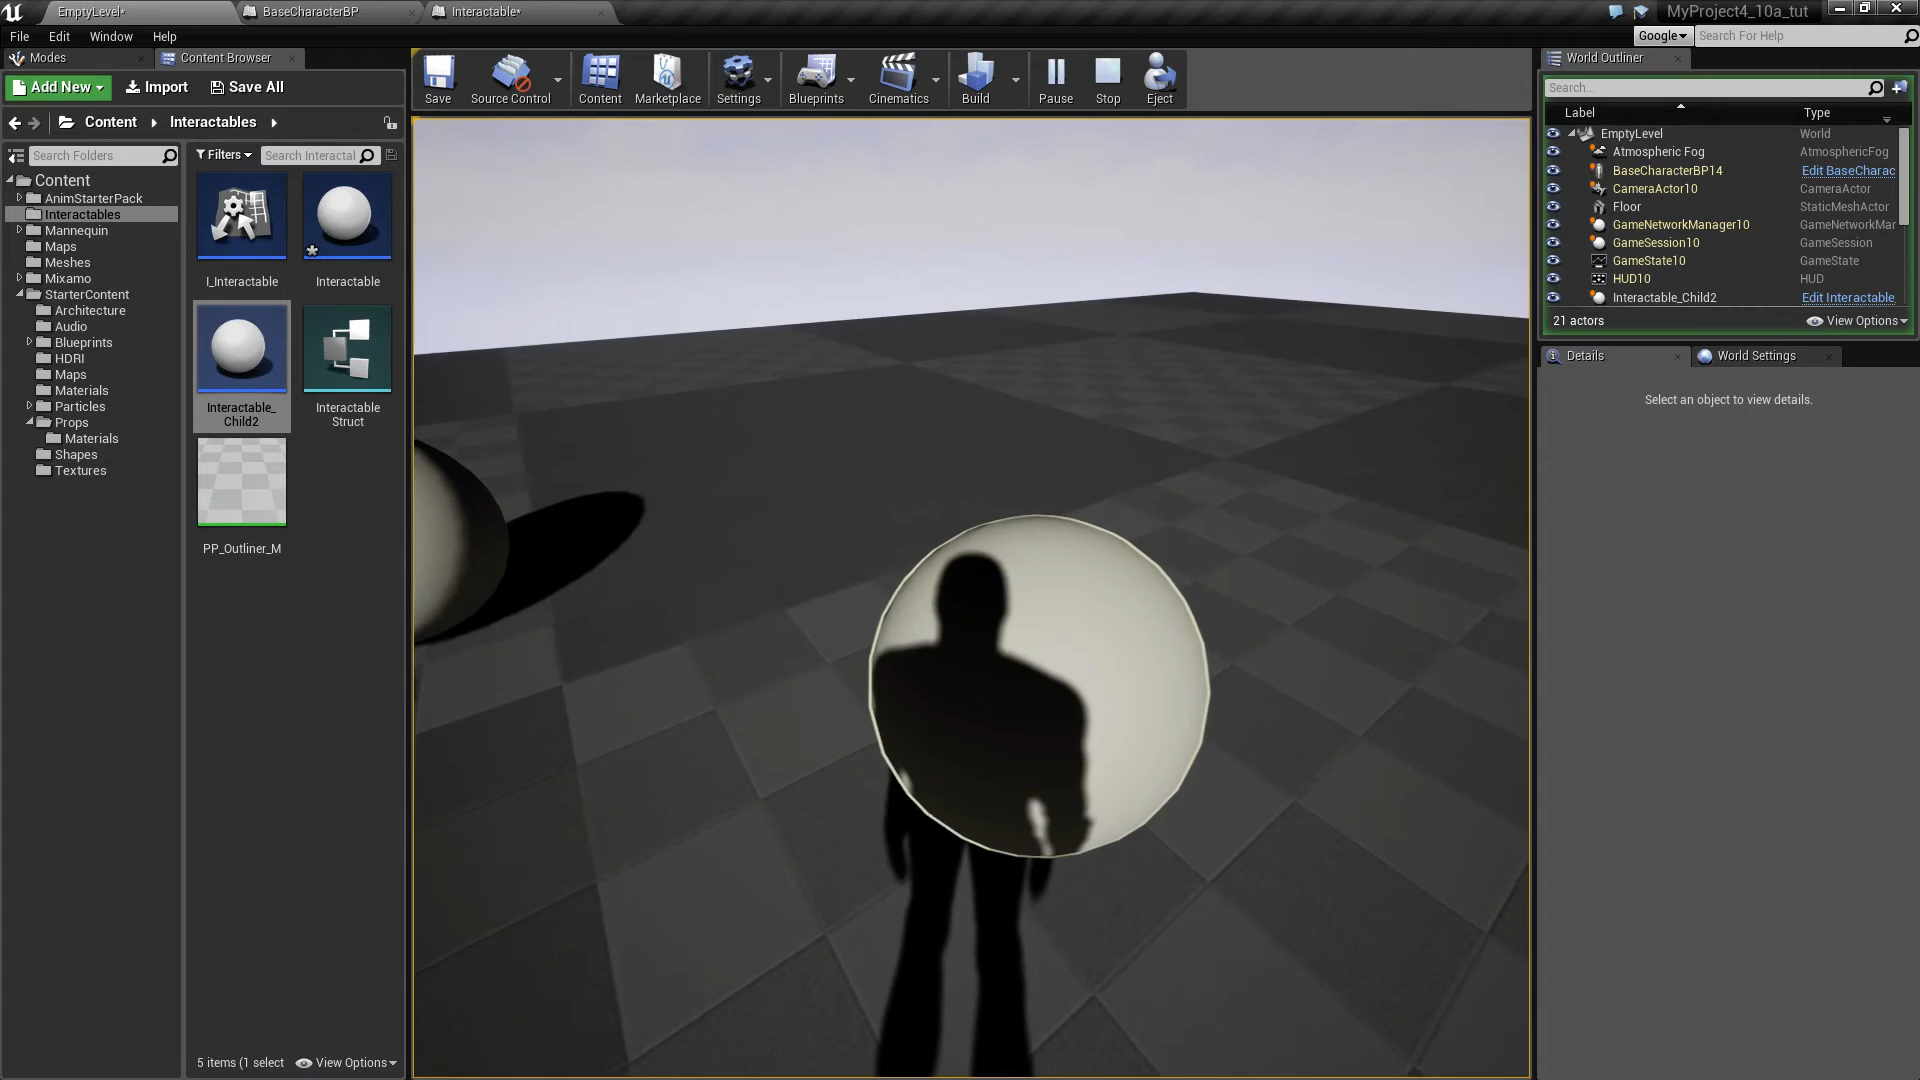 EmptyLevel*
BaseCharacterBP
Interactable*
MyProject4_10a_tut
File Edit Window Help
Google
Search For Help
Modes
Content Browser
Add New
Import
Save All
Content
Interactables
Search Folders
Content
AnimStarterPack
Interactables
Mannequin
Maps
Meshes
Mixamo
StarterContent
Architecture
Audio
Blueprints
HDRI
Maps
Materials
Particles
Props
Materials
Shapes
Textures
Filters
Search Interactal
I_Interactable
Interactable
Interactable_
Child2
Interactable
Struct
PP_Outliner_M
5 items (1 select
View Options
Save
Source Control
Content
Marketplace
Settings
Blueprints
Cinematics
Build
Pause
Stop
Eject
World Outliner
Search...
Label Type
EmptyLevel World
Atmospheric Fog AtmosphericFog
BaseCharacterBP14 Edit BaseCharac
CameraActor10 CameraActor
Floor StaticMeshActor
GameNetworkManager10 GameNetworkMar
GameSession10 GameSession
GameState10 GameState
HUD10 HUD
Interactable_Child2 Edit Interactable
21 actors
View Options
Details
World Settings
Select an object to view details.